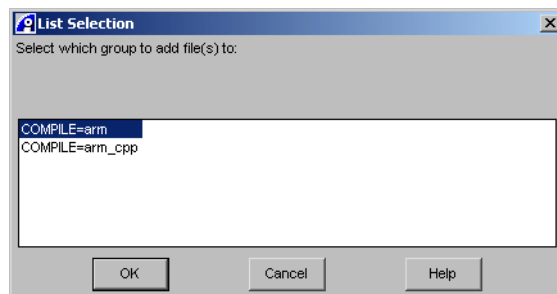 List Selection
Select which group to add file(s) to:
COMPILE=arm
COMPILE=arm_cpp
OK Cancel Help